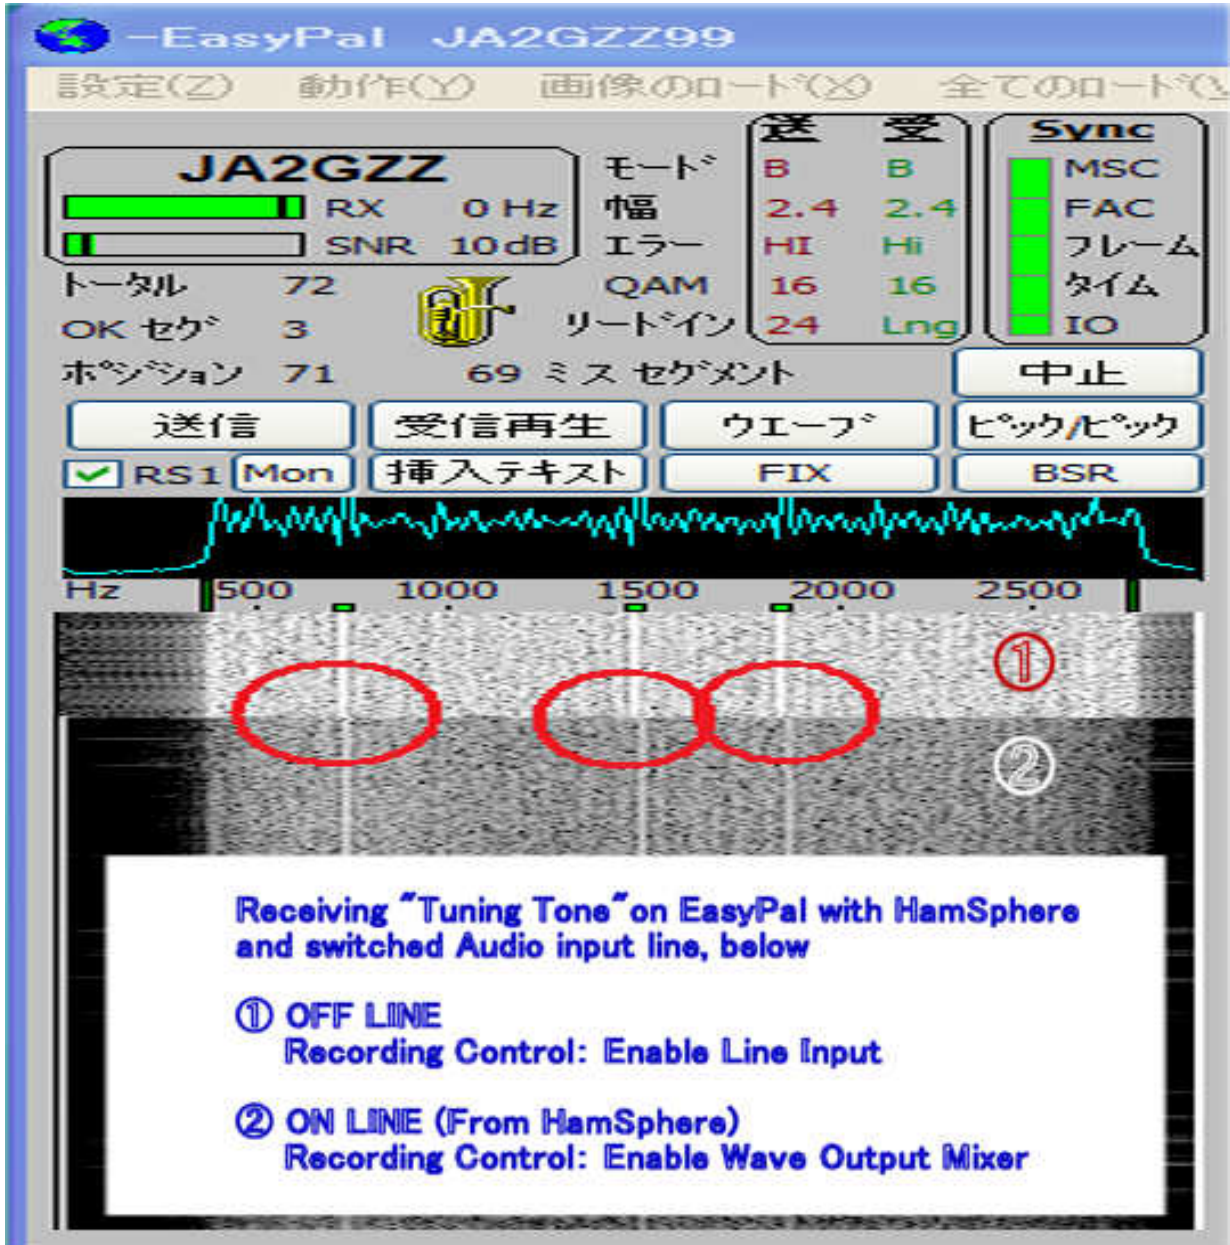 -EasyPal JA2GZZ99
設定(Z) 動作(Y) 画像のロード(X) 全てのロード(
送 受 Sync
JA2GZZ モード B B MSC
RX 0 Hz 幅 2.4 2.4 FAC
SNR 10dB エラー HI Hi フレーム
トータル 72 QAM 16 16 タイム
OK セグ 3 リードイン 24 Lng IO
ポジション 71 69 ミス セグメント 中止
送信 受信再生 ウエーブ ピック/ピック
RS1 Mon 挿入テキスト FIX BSR
Hz 500 1000 1500 2000 2500
①
②
Receiving "Tuning Tone"on EasyPal with HamSphere
and switched Audio input line, below
① OFF LINE
Recording Control: Enable Line Input
② ON LINE (From HamSphere)
Recording Control: Enable Wave Output Mixer